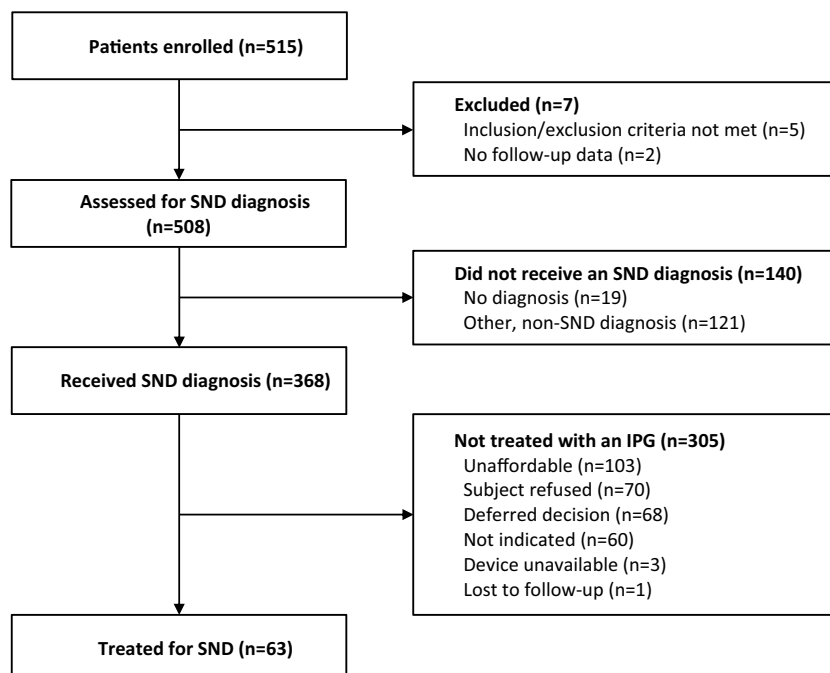 Patients enrolled (n=515)
Excluded (n=7)
Inclusion/exclusion criteria not met (n=5)
No follow-up data (n=2)
Assessed for SND diagnosis
(n=508)
Did not receive an SND diagnosis (n=140)
No diagnosis (n=19)
Other, non-SND diagnosis (n=121)
Received SND diagnosis (n=368)
Not treated with an IPG (n=305)
Unaffordable (n=103)
Subject refused (n=70)
Deferred decision (n=68)
Not indicated (n=60)
Device unavailable (n=3)
Lost to follow-up (n=1)
Treated for SND (n=63)